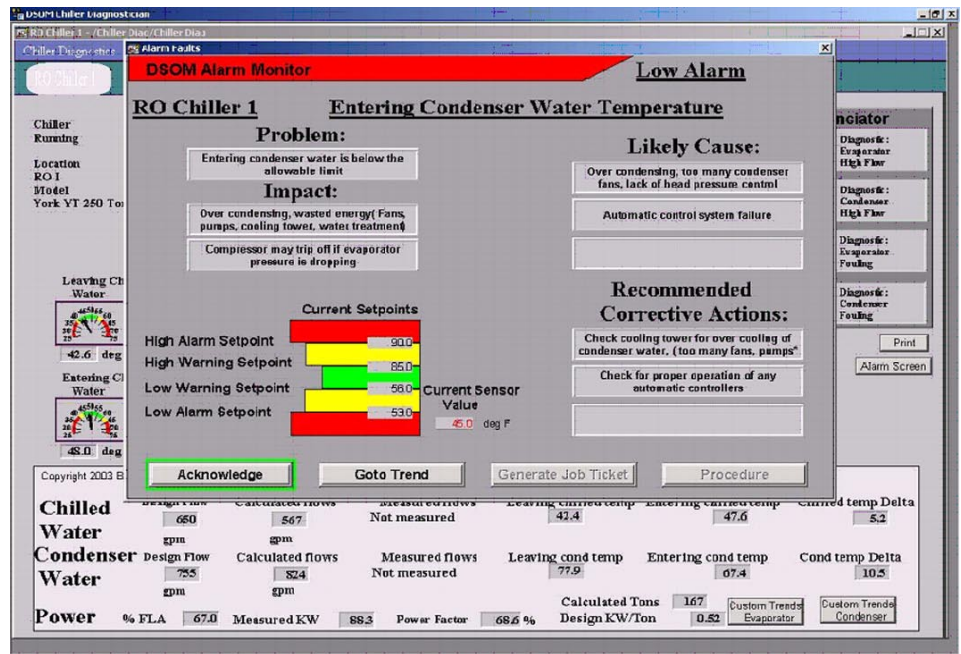 DSOM Chiller Diagnostician
RO Chiller 1 - /Chiller Diac/Chiller Diac
Chiller Diagnostic
Alarm Faults
RO Chiller 1
DSOM Alarm Monitor
Low Alarm
RO Chiller 1
Entering Condenser Water Temperature
Problem:
Entering condenser water is below the
allowable limit
Impact:
Over condensing, wasted energy( Fans,
pumps, cooling tower, water treatment)
Compressor may trip off if evaporator
pressure is dropping
Likely Cause:
Over condensing, too many condenser
fans, lack of head pressure control
Automatic control system failure
Recommended
Corrective Actions:
Check cooling tower for over cooling of
condenser water, (too many fans, pumps"
Check for proper operation of any
automatic controllers
Current Setpoints
High Alarm Setpoint 90.0
High Warning Setpoint 85.0
Low Warning Setpoint 56.0
Low Alarm Setpoint 53.0
Current Sensor
Value
45.0 deg F
Acknowledge
Goto Trend
Generate Job Ticket
Procedure
Chiller
Running
Location
RO I
Model
York YT 250 To
Leaving Ch
Water
42.6 deg
Entering C
Water
48.0 deg
nciator
Diagnostic:
Evaporator
High Flow
Diagnostic:
Condenser
High Flow
Diagnostic:
Evaporator
Fouling
Diagnostic:
Condenser
Fouling
Print
Alarm Screen
Copyright 2003 B
Chilled
Water
650
gpm
567
gpm
Not measured
42.4
47.6
Chilled temp Delta
5.2
Condenser
Water
Design Flow
755
gpm
Calculated flows
824
gpm
Measured flows
Not measured
Leaving cond temp
77.9
Entering cond temp
67.4
Cond temp Delta
10.5
Power
% FLA 67.0
Measured KW 88.3
Power Factor 68.6 %
Calculated Tons 167
Design KW/Ton 0.52
Custom Trends
Evaporator
Custom Trends
Condenser